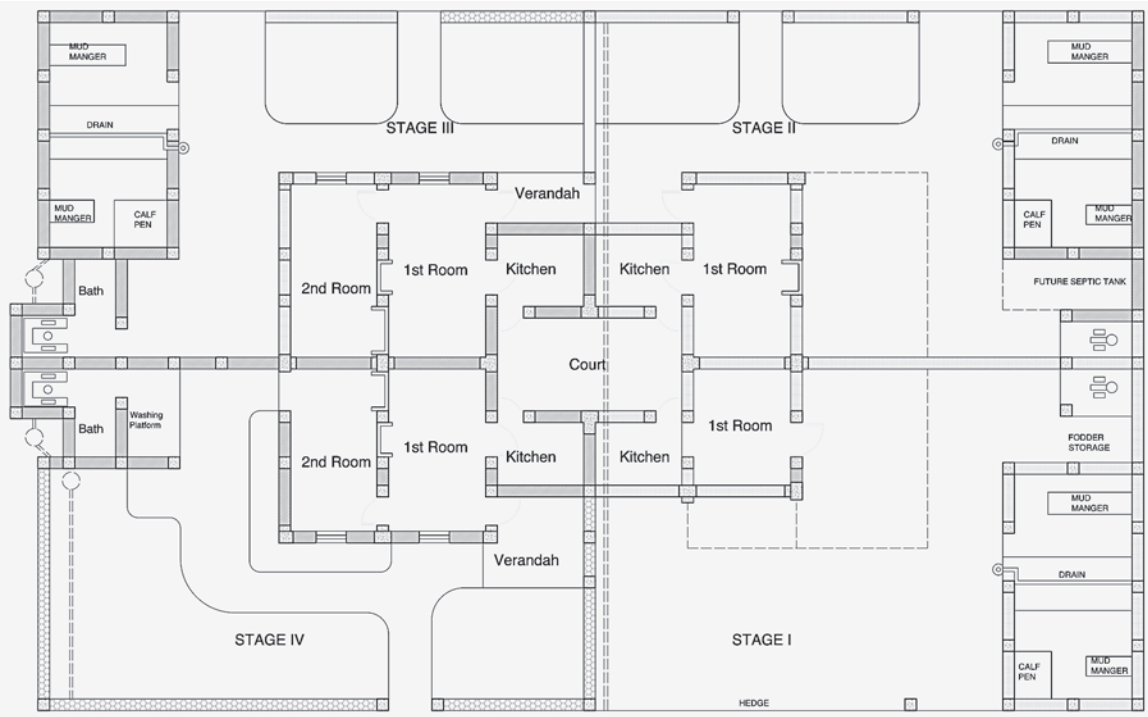 MUD
MANGER
MUD
MANGER
DRAIN
STAGE III
STAGE II
DRAIN
Verandah
MUD
MANGER
CALF
PEN
CALF
PEN
MUD
MANGER
1st Room
Kitchen
Kitchen
1st Room
2nd Room
Bath
FUTURE SEPTIC TANK
Court
Washing
Platform
Bath
1st Room
1st Room
2nd Room
Kitchen
Kitchen
FODDER
STORAGE
MUD
MANGER
Verandah
DRAIN
STAGE IV
STAGE I
CALF
PEN
MUD
MANGER
HEDGE